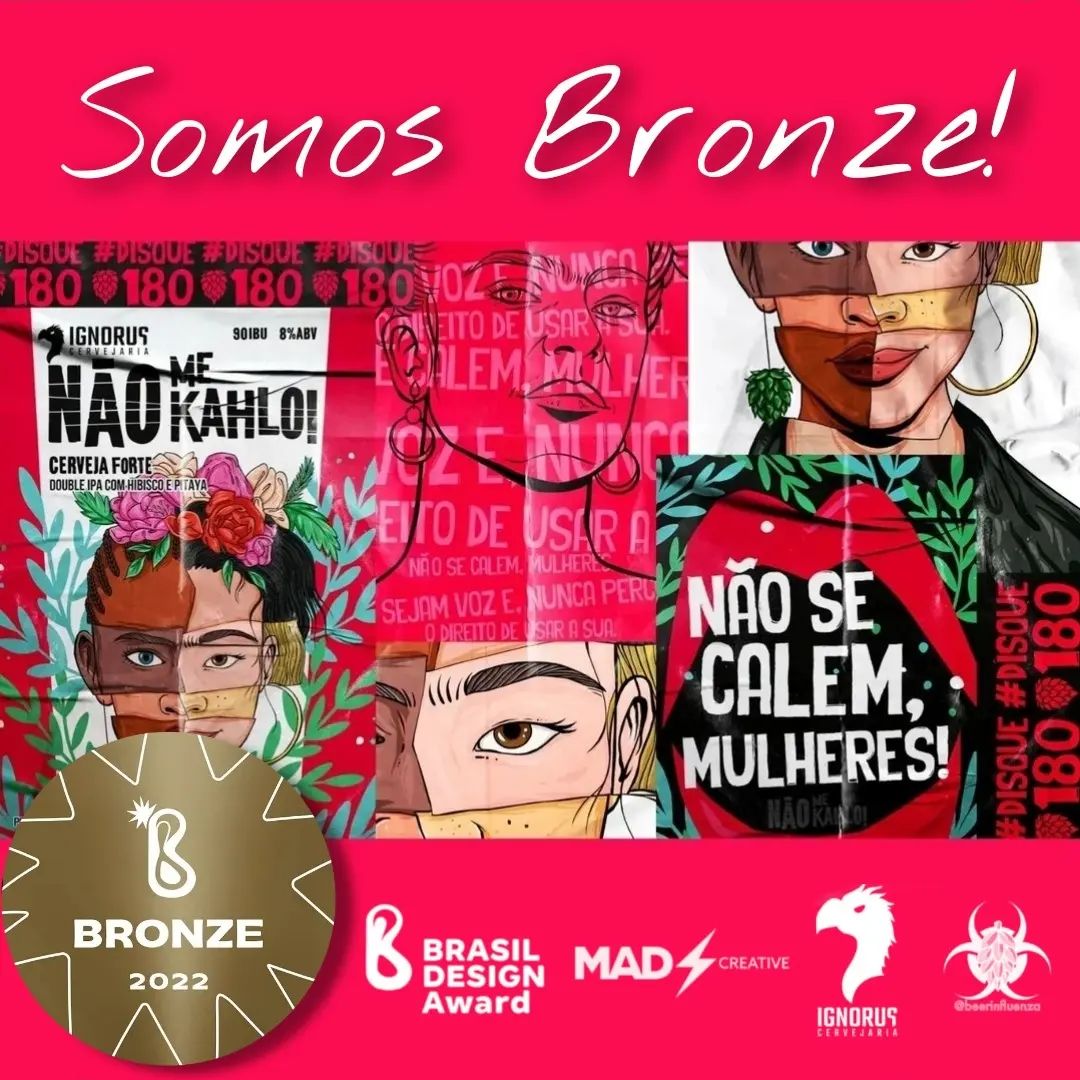 Somos Bronze!
#DISQUE #DISQUE #DISQUE #DISQUE
180 180 180 180
IGNORUS
CERVEJARIA
90IBU 8%ABV
NÃO ME KAHLO!
CERVEJA FORTE
DOUBLE IPA COM HIBISCO E PITAYA
VOZ E, NUNCA
DIREITO DE USAR A SUA.
CALEM, MULHER
VOZ E, NUNC
EITO DE USAR A
NÃO SE CALEM, MULHERES
SEJAM VOZ E, NUNCA PERC
O DIREITO DE USAR A SUA.
NÃO SE
CALEM,
MULHERES!
NÃO ME KAHLO!
#DISQUE #DISQUE
180 180
BRONZE
2022
BRASIL
DESIGN
Award
MAD CREATIVE
IGNORUS
CERVEJARIA
@beerinfluenza